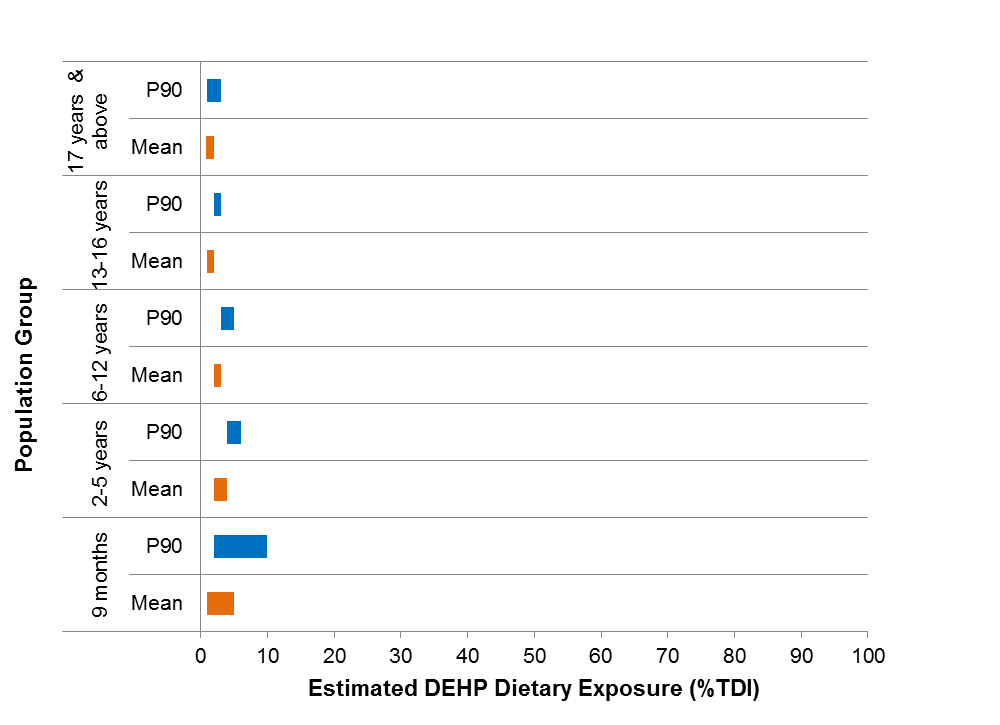 Population Group
17 years &
above
P90
Mean
13-16 years
P90
Mean
6-12 years
P90
Mean
2-5 years
P90
Mean
9 months
P90
Mean
0 10 20 30 40 50 60 70 80 90 100
Estimated DEHP Dietary Exposure (%TDI)